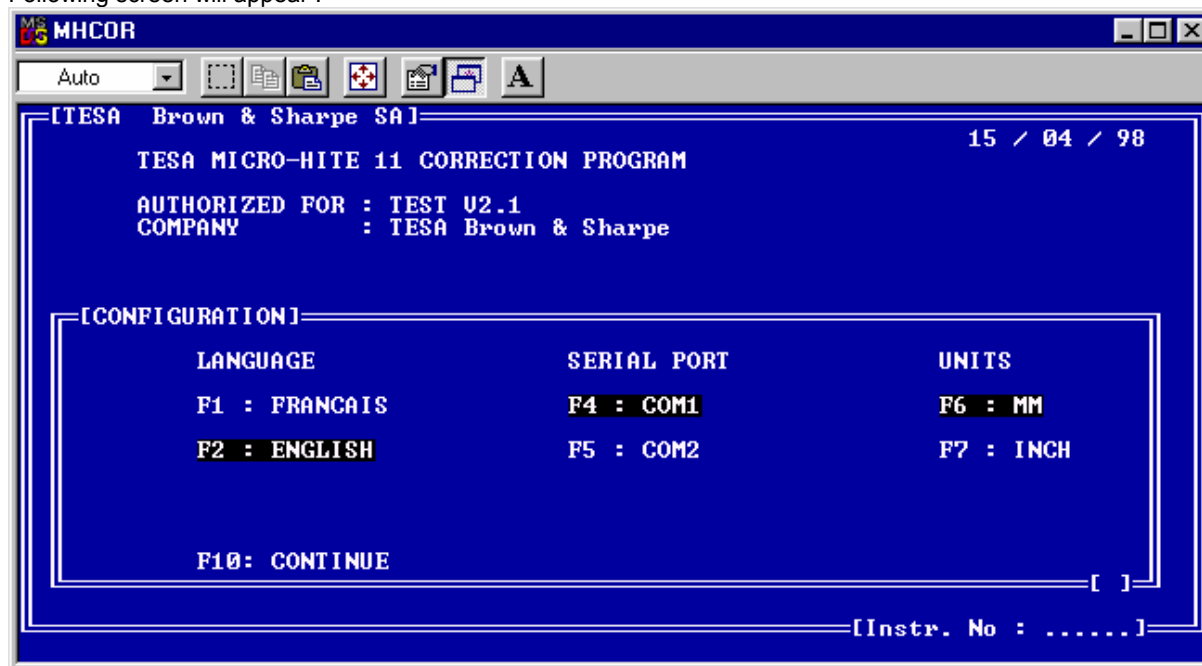 Following screen will appear :
MHCOR
Auto
[TESA Brown & Sharpe SA]
15 / 04 / 98
TESA MICRO-HITE 11 CORRECTION PROGRAM
AUTHORIZED FOR : TEST V2.1
COMPANY : TESA Brown & Sharpe
[CONFIGURATION]
LANGUAGE SERIAL PORT UNITS
F1 : FRANCAIS F4 : COM1 F6 : MM
F2 : ENGLISH F5 : COM2 F7 : INCH
F10: CONTINUE
[ ]
[Instr. No : ......]